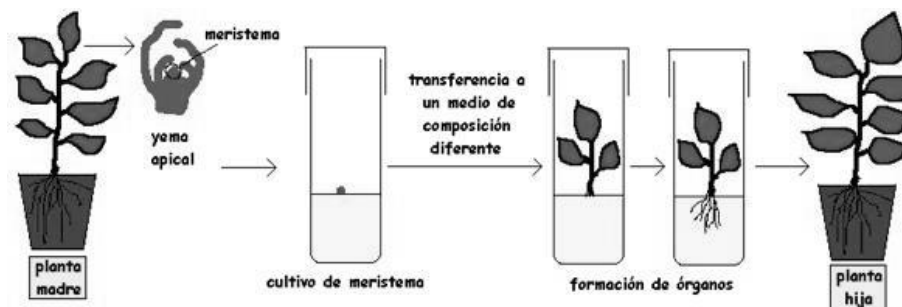 meristema
yema
apical
planta
madre
cultivo de meristema
transferencia a
un medio de
composición
diferente
formación de órganos
planta
hija